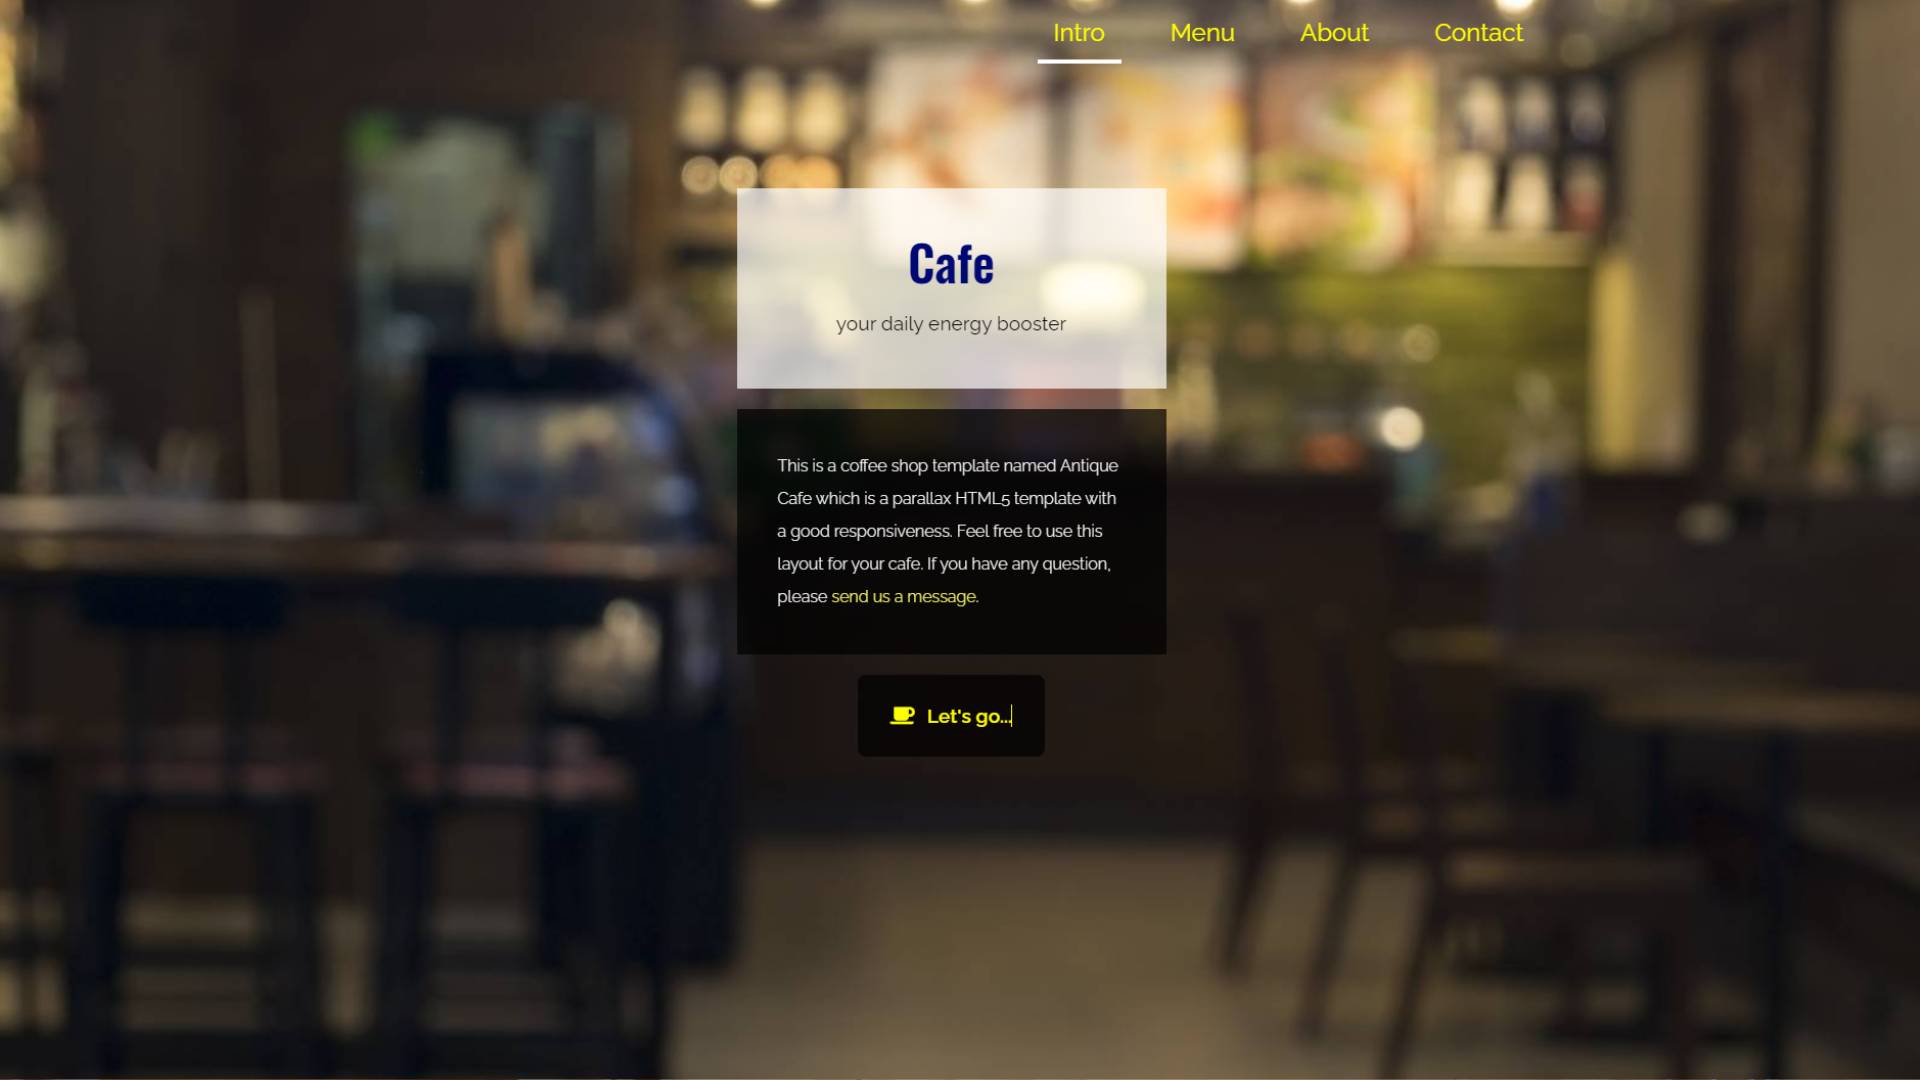 Intro Menu About Contact
Cafe
your daily energy booster
This is a coffee shop template named Antique
Cafe which is a parallax HTML5 template with
a good responsiveness. Feel free to use this
layout for your cafe. If you have any question,
please send us a message.
Let's go...